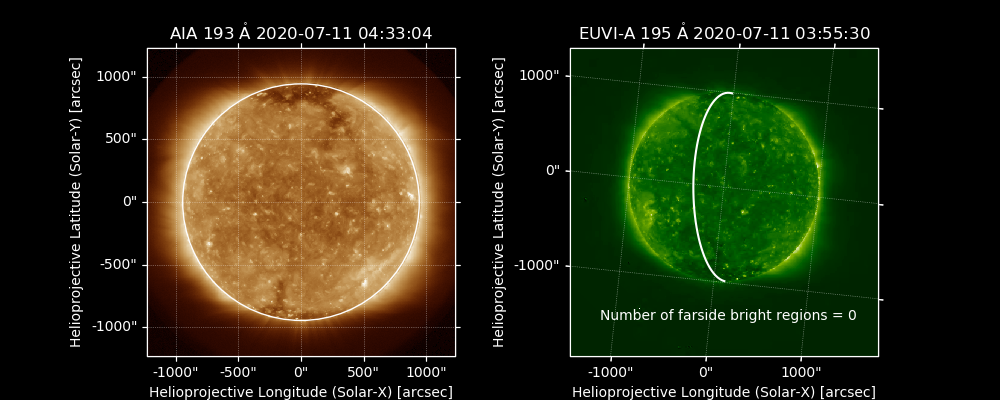 AIA 193 Å 2020-07-11 04:33:04
1000"
500"
0"
-500"
-1000"
-1000"
-500"
0"
500"
1000"
Helioprojective Longitude (Solar-X) [arcsec]
Helioprojective Latitude (Solar-Y) [arcsec]
EUVI-A 195 Å 2020-07-11 03:55:30
1000"
0"
-1000"
Number of farside bright regions = 0
-1000"
0"
1000"
Helioprojective Longitude (Solar-X) [arcsec]
Helioprojective Latitude (Solar-Y) [arcsec]